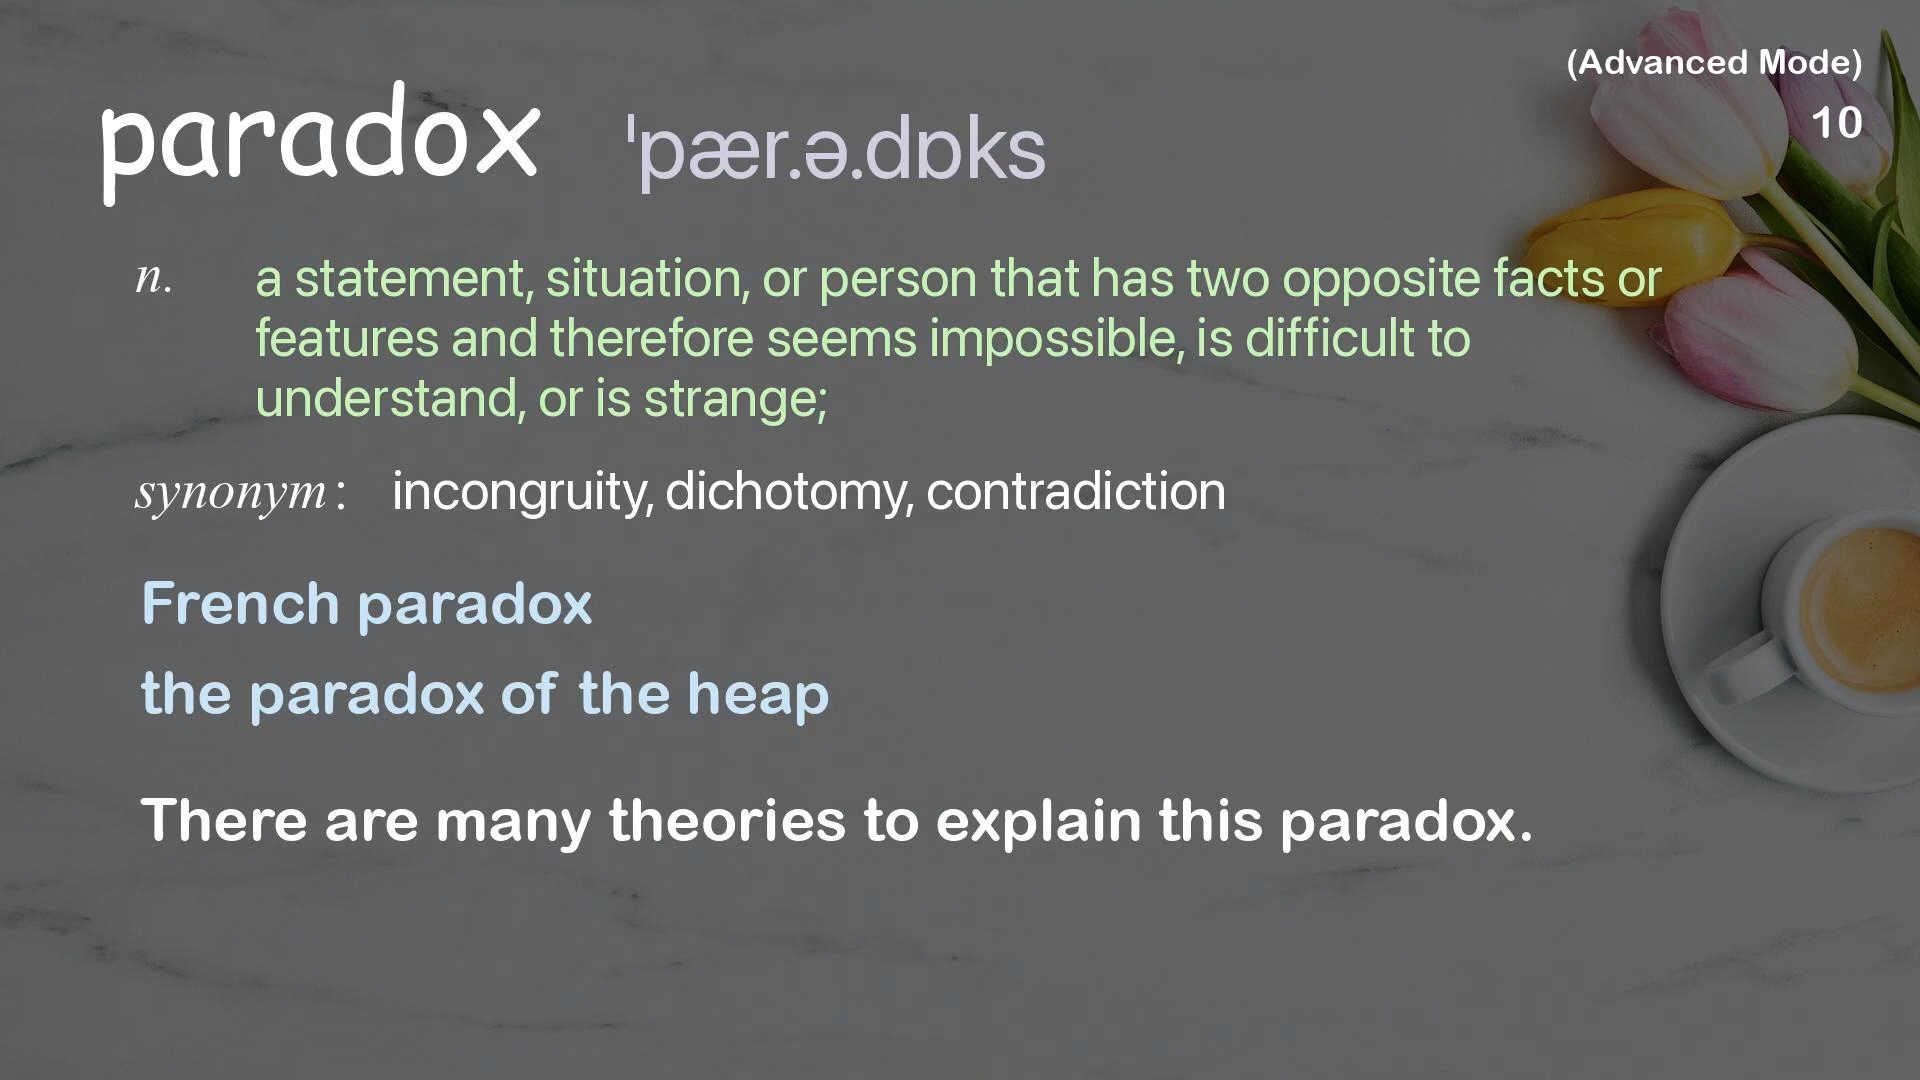 (Advanced Mode)
10
paradox ˈpær.ə.dɒks
n. a statement, situation, or person that has two opposite facts or
features and therefore seems impossible, is difficult to
understand, or is strange;
synonym: incongruity, dichotomy, contradiction
French paradox
the paradox of the heap
There are many theories to explain this paradox.